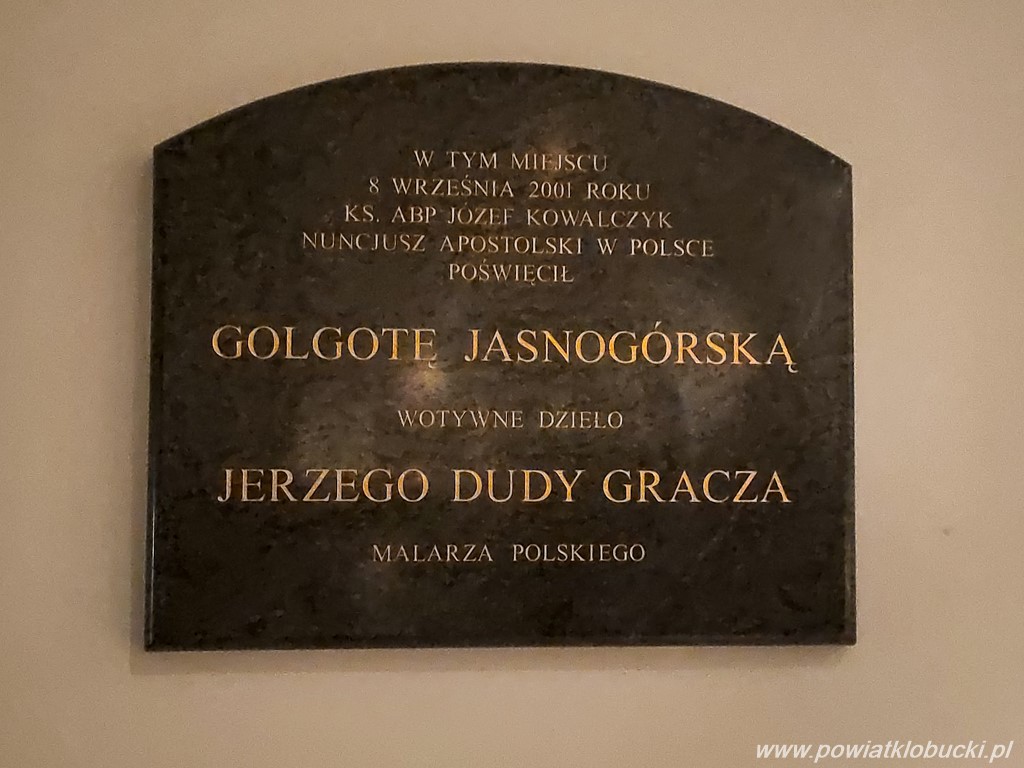 W TYM MIEJSCU
8 WRZEŚNIA 2001 ROKU
KS. ABP JÓZEF KOWALCZYK
NUNCJUSZ APOSTOLSKI W POLSCE
POŚWIĘCIŁ
GOLGOTĘ JASNOGÓRSKĄ
WOTYWNE DZIEŁO
JERZEGO DUDY GRACZA
MALARZA POLSKIEGO
www.powiatklobucki.pl